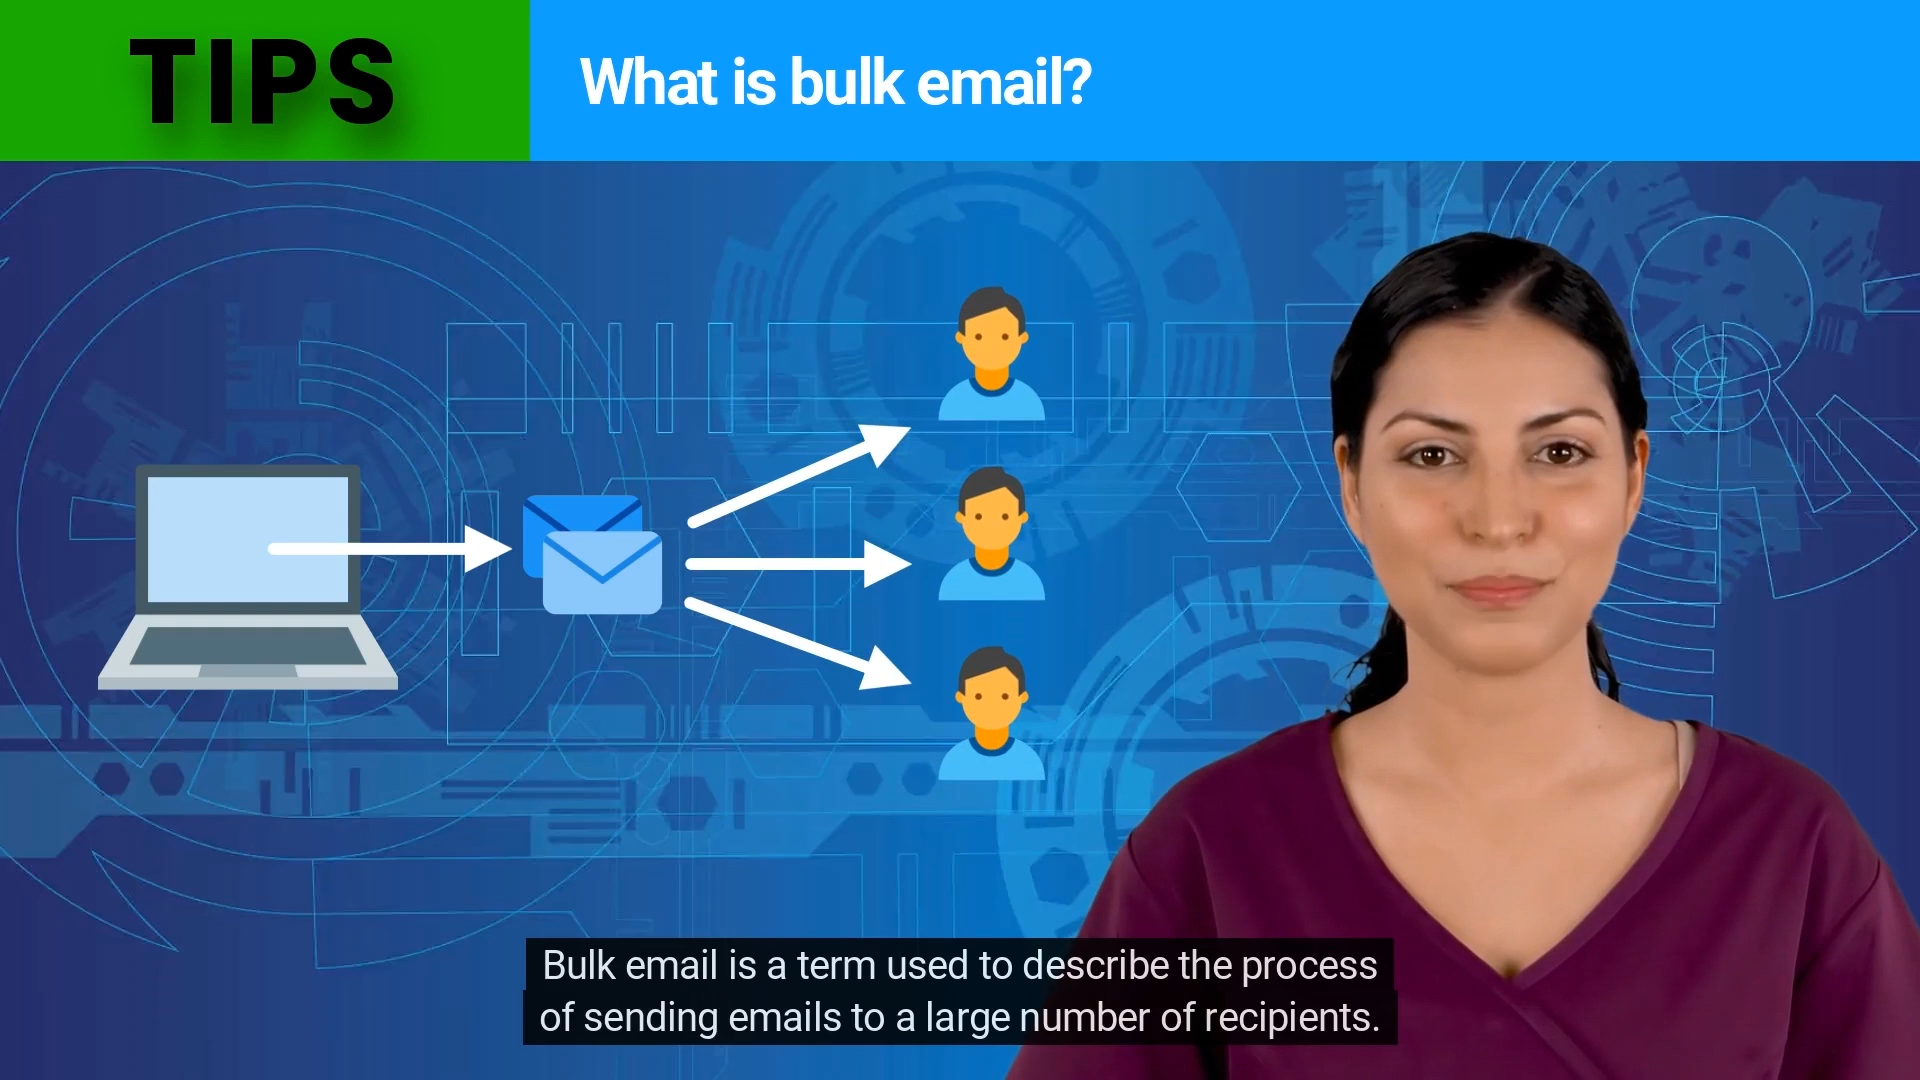 TIPS
What is bulk email?
Bulk email is a term used to describe the process
of sending emails to a large number of recipients.